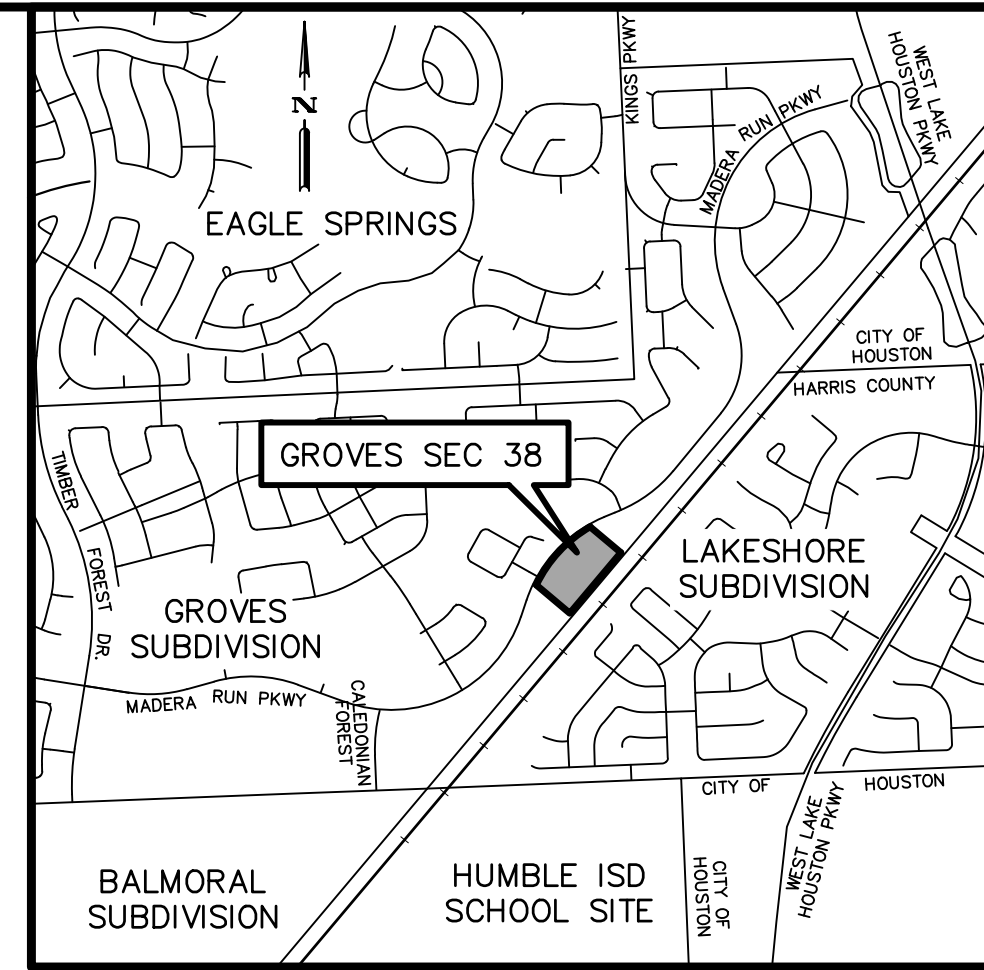 KINGS PKWY
WEST LAKE
HOUSTON PKWY
MADERA RUN PKWY
N
EAGLE SPRINGS
CITY OF
HOUSTON
HARRIS COUNTY
GROVES SEC 38
TIMBER FOREST DR.
LAKESHORE
SUBDIVISION
GROVES
SUBDIVISION
MADERA RUN PKWY
CALEDONIAN
FOREST
CITY OF HOUSTON
WEST LAKE
HOUSTON PKWY
BALMORAL
SUBDIVISION
HUMBLE ISD
SCHOOL SITE
CITY OF
HOUSTON